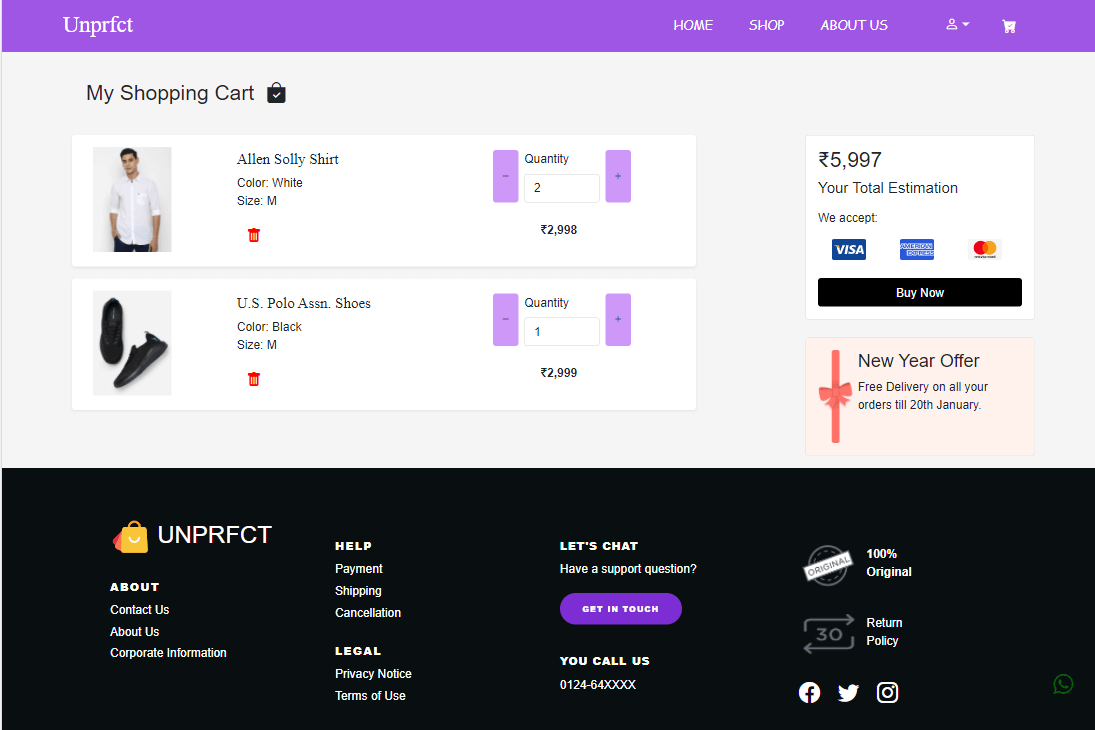 Unprfct
HOME SHOP ABOUT US
My Shopping Cart
Allen Solly Shirt
Color: White
Size: M
Quantity
- 2 +
₹2,998
U.S. Polo Assn. Shoes
Color: Black
Size: M
Quantity
- 1 +
₹2,999
₹5,997
Your Total Estimation
We accept:
VISA
AMERICAN
EXPRESS
mastercard
Buy Now
New Year Offer
Free Delivery on all your
orders till 20th January.
UNPRFCT
ABOUT
Contact Us
About Us
Corporate Information
HELP
Payment
Shipping
Cancellation
LEGAL
Privacy Notice
Terms of Use
LET'S CHAT
Have a support question?
GET IN TOUCH
YOU CALL US
0124-64XXXX
ORIGINAL
100%
Original
30
Return
Policy